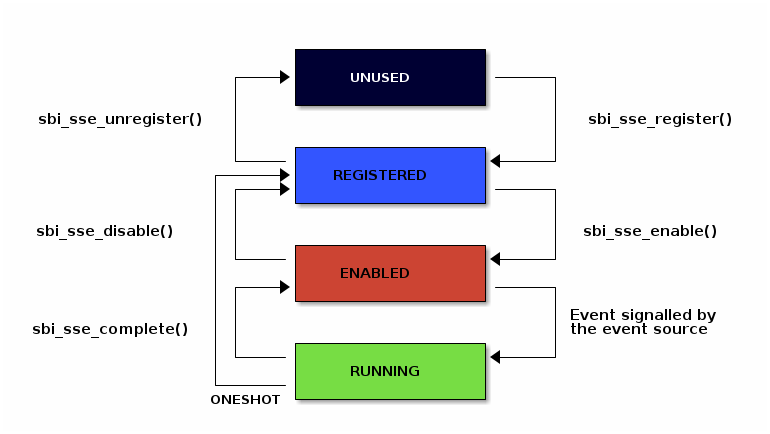 UNUSED
sbi_sse_unregister()
sbi_sse_register()
REGISTERED
sbi_sse_disable()
sbi_sse_enable()
ENABLED
Event signalled by
the event source
sbi_sse_complete()
RUNNING
ONESHOT